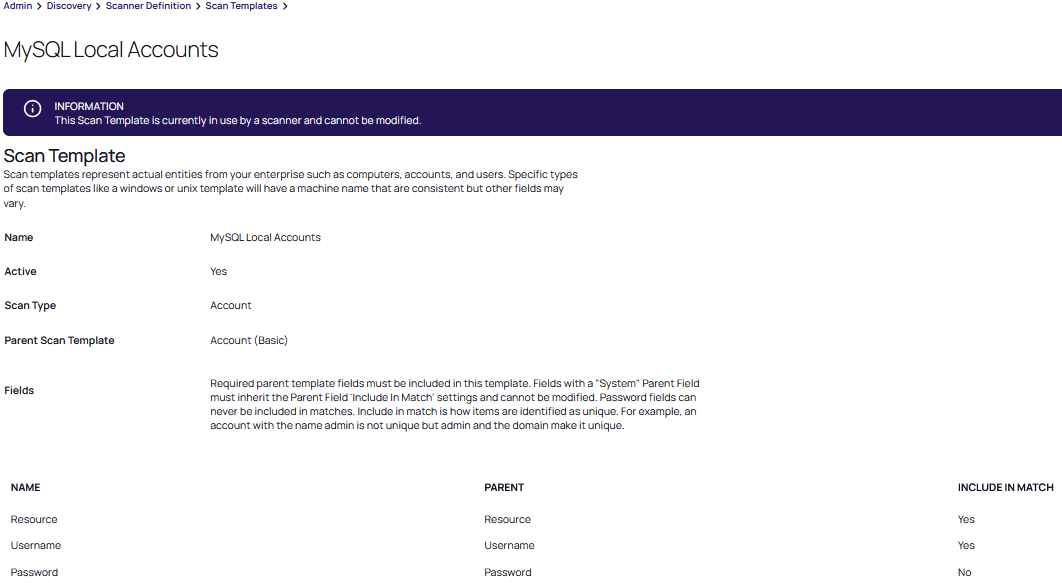 Admin > Discovery > Scanner Definition > Scan Templates >
MySQL Local Accounts
INFORMATION
This Scan Template is currently in use by a scanner and cannot be modified.
Scan Template
Scan templates represent actual entities from your enterprise such as computers, accounts, and users. Specific types
of scan templates like a windows or unix template will have a machine name that are consistent but other fields may
vary.
Name MySQL Local Accounts
Active Yes
Scan Type Account
Parent Scan Template Account (Basic)
Fields
Required parent template fields must be included in this template. Fields with a "System" Parent Field
must inherit the Parent Field 'Include In Match' settings and cannot be modified. Password fields can
never be included in matches. Include in match is how items are identified as unique. For example, an
account with the name admin is not unique but admin and the domain make it unique.
NAME PARENT INCLUDE IN MATCH
Resource Resource Yes
Username Username Yes
Password Password No